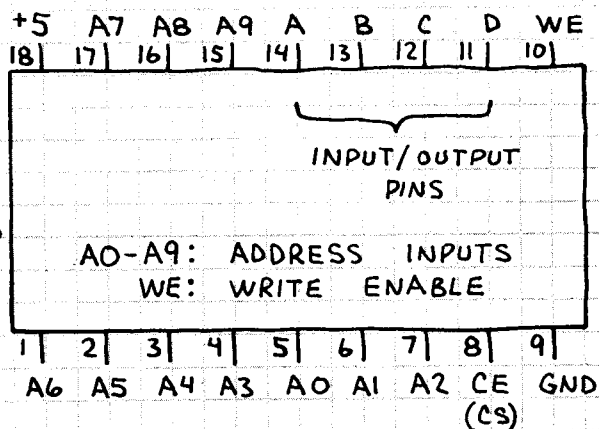 +5 A7 A8 A9 A B C D WE
18 17 16 15 14 13 12 11 10
INPUT/OUTPUT
PINS
A0-A9: ADDRESS INPUTS
WE: WRITE ENABLE
1 2 3 4 5 6 7 8 9
A6 A5 A4 A3 A0 A1 A2 CE GND
(CS)